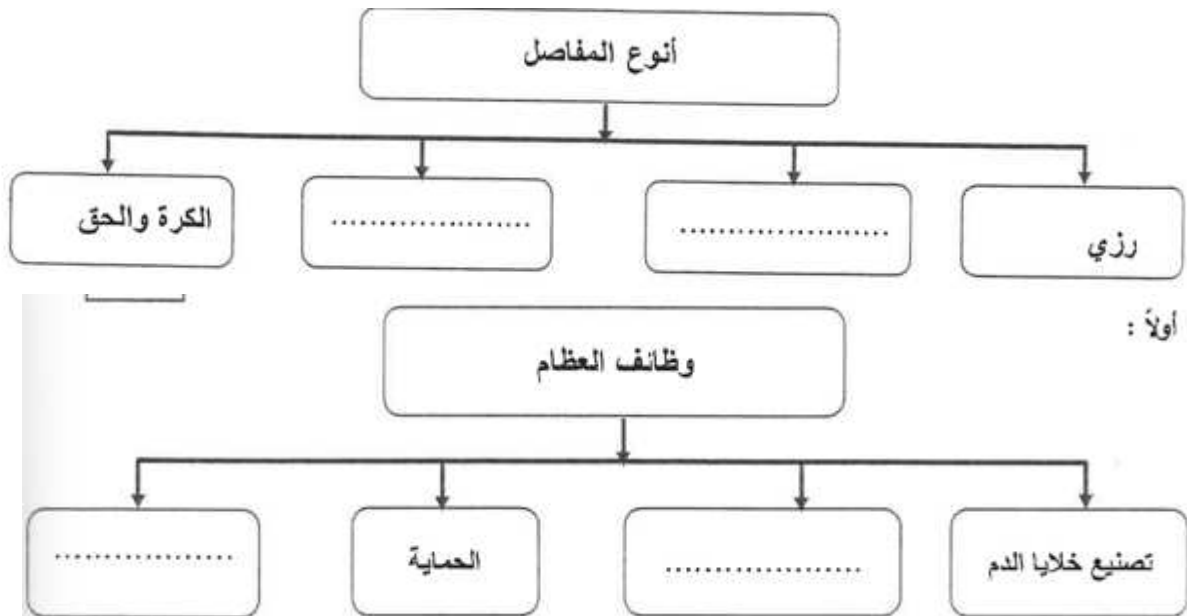 أنوع المفاصل
رزي
......................
......................
الكرة والحق
أولاً :
وظائف العظام
تصنيع خلايا الدم
......................
الحماية
......................